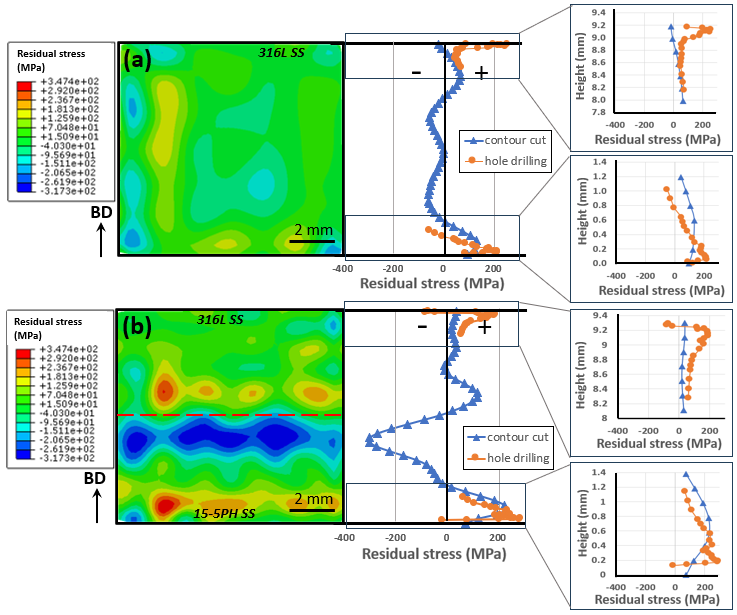 Residual stress
(MPa)
+3.474e+02
+2.920e+02
+2.367e+02
+1.813e+02
+1.259e+02
+7.048e+01
+1.509e+01
-4.030e+01
-9.569e+01
-1.511e+02
-2.065e+02
-2.619e+02
-3.173e+02
BD
(a)
316L SS
2 mm
- +
contour cut
hole drilling
-400 -200 0 200
Residual stress (MPa)
Height (mm)
9.4
9.2
9.0
8.8
8.6
8.4
8.2
8.0
7.8
-400 -200 0 200
Residual stress (MPa)
Height (mm)
1.4
1.2
1.0
0.8
0.6
0.4
0.2
0.0
-400 -200 0 200
Residual stress (MPa)
Residual stress
(MPa)
+3.474e+02
+2.920e+02
+2.367e+02
+1.813e+02
+1.259e+02
+7.048e+01
+1.509e+01
-4.030e+01
-9.569e+01
-1.511e+02
-2.065e+02
-2.619e+02
-3.173e+02
BD
(b)
316L SS
15-5PH SS
2 mm
- +
contour cut
hole drilling
-400 -200 0 200
Residual stress (MPa)
Height (mm)
9.4
9.2
9
8.8
8.6
8.4
8.2
8
-400 -200 0 200
Residual stress (MPa)
Height (mm)
1.4
1.2
1
0.8
0.6
0.4
0.2
0
-400 -200 0 200
Residual stress (MPa)